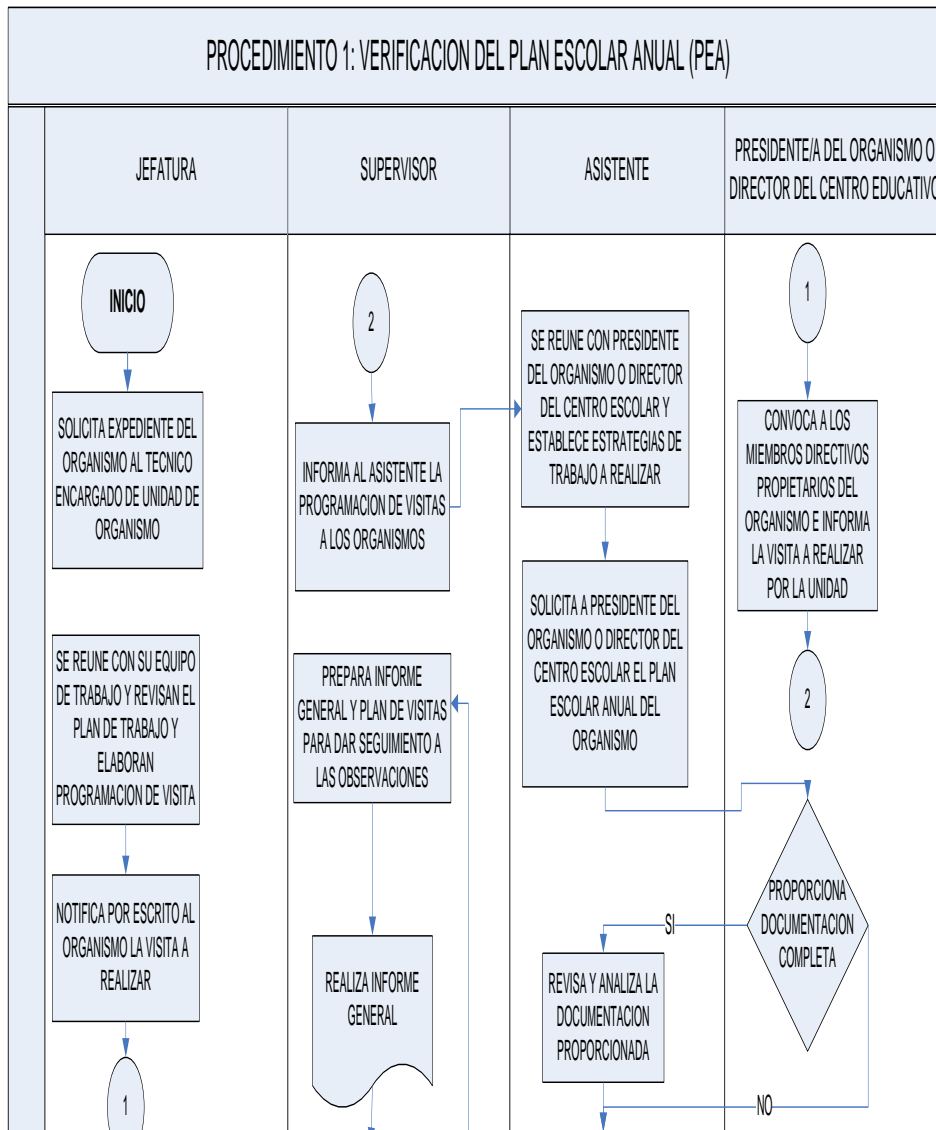 PROCEDIMIENTO 1: VERIFICACION DEL PLAN ESCOLAR ANUAL (PEA)
JEFATURA
SUPERVISOR
ASISTENTE
PRESIDENTE/A DEL ORGANISMO O
DIRECTOR DEL CENTRO EDUCATIVO
INICIO
SOLICITA EXPEDIENTE DEL
ORGANISMO AL TECNICO
ENCARGADO DE UNIDAD DE
ORGANISMO
SE REUNE CON SU EQUIPO
DE TRABAJO Y REVISAN EL
PLAN DE TRABAJO Y
ELABORAN
PROGRAMACION DE VISITA
NOTIFICA POR ESCRITO AL
ORGANISMO LA VISITA A
REALIZAR
1
2
INFORMA AL ASISTENTE LA
PROGRAMACION DE VISITAS
A LOS ORGANISMOS
PREPARA INFORME
GENERAL Y PLAN DE VISITAS
PARA DAR SEGUIMIENTO A
LAS OBSERVACIONES
REALIZA INFORME
GENERAL
SE REUNE CON PRESIDENTE
DEL ORGANISMO O DIRECTOR
DEL CENTRO ESCOLAR Y
ESTABLECE ESTRATEGIAS DE
TRABAJO A REALIZAR
SOLICITA A PRESIDENTE DEL
ORGANISMO O DIRECTOR DEL
CENTRO ESCOLAR EL PLAN
ESCOLAR ANUAL DEL
ORGANISMO
SI
REVISA Y ANALIZA LA
DOCUMENTACION
PROPORCIONADA
1
CONVOCA A LOS
MIEMBROS DIRECTIVOS
PROPIETARIOS DEL
ORGANISMO E INFORMA
LA VISITA A REALIZAR
POR LA UNIDAD
2
PROPORCIONA
DOCUMENTACION
COMPLETA
NO